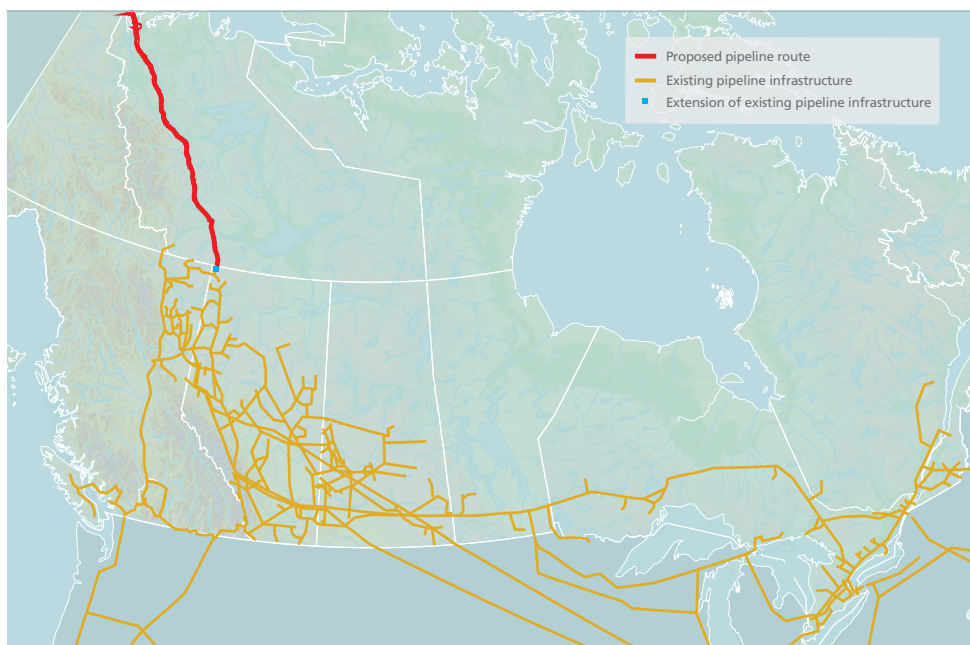 Proposed pipeline route
Existing pipeline infrastructure
Extension of existing pipeline infrastructure